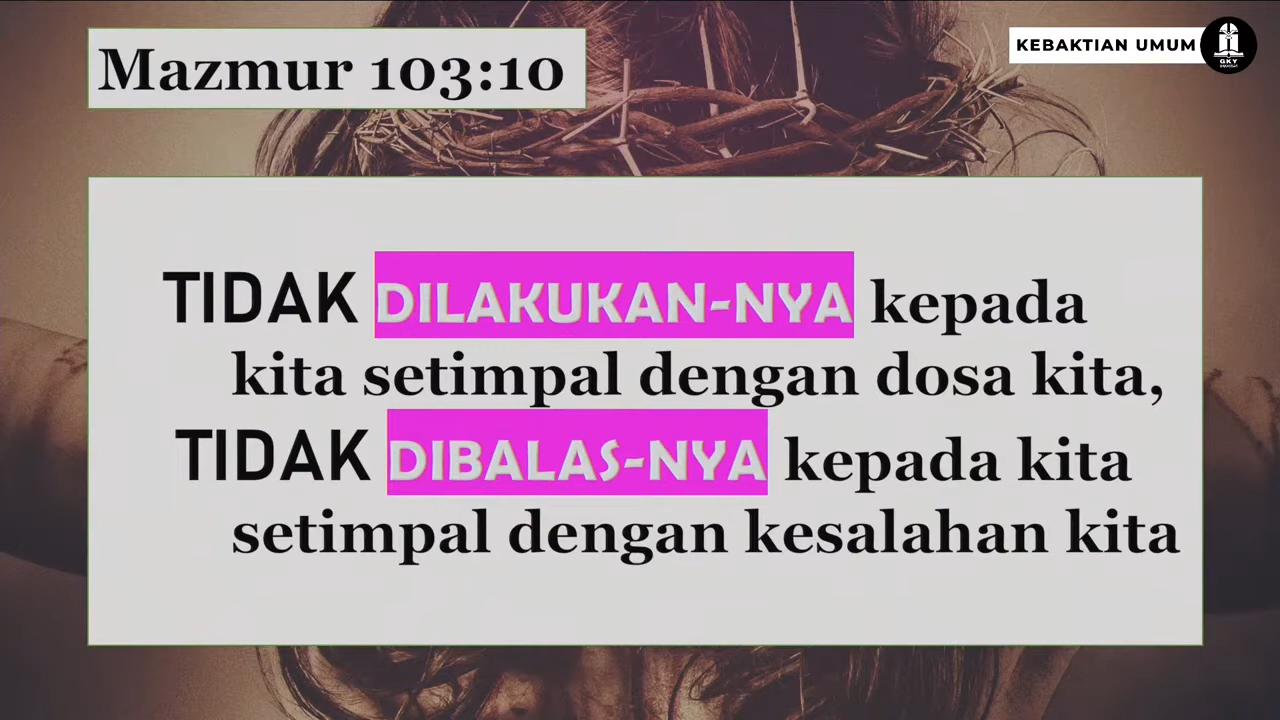 Mazmur 103:10
KEBAKTIAN UMUM
GKY
TIDAK DILAKUKAN-NYA kepada
kita setimpal dengan dosa kita,
TIDAK DIBALAS-NYA kepada kita
setimpal dengan kesalahan kita